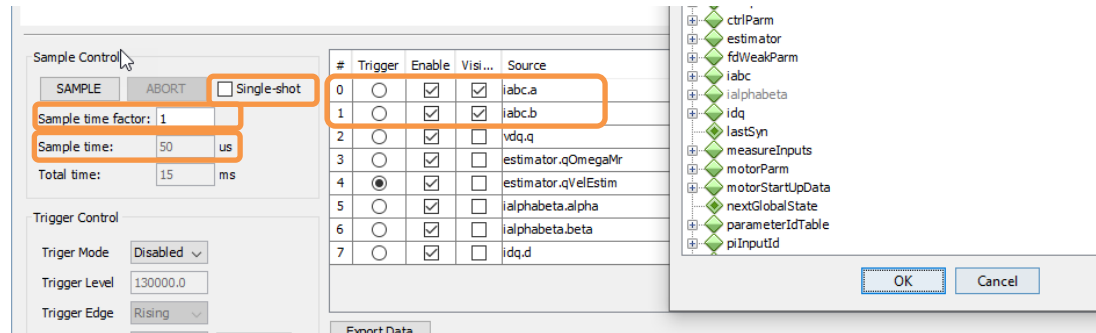 Sample Control
SAMPLE ABORT Single-shot
Sample time factor: 1
Sample time: 50 us
Total time: 15 ms
Trigger Control
Triger Mode Disabled
Trigger Level 130000.0
Trigger Edge Rising
# Trigger Enable Visi... Source
0 iabc.a
1 iabc.b
2 vdq.q
3 estimator.qOmegaMr
4 estimator.qVelEstim
5 ialphabeta.alpha
6 ialphabeta.beta
7 idq.d
Export Data
ctrlParm
estimator
fdWeakParm
iabc
ialphabeta
idq
lastSyn
measureInputs
motorParm
motorStartUpData
nextGlobalState
parameterIdTable
piInputId
OK Cancel